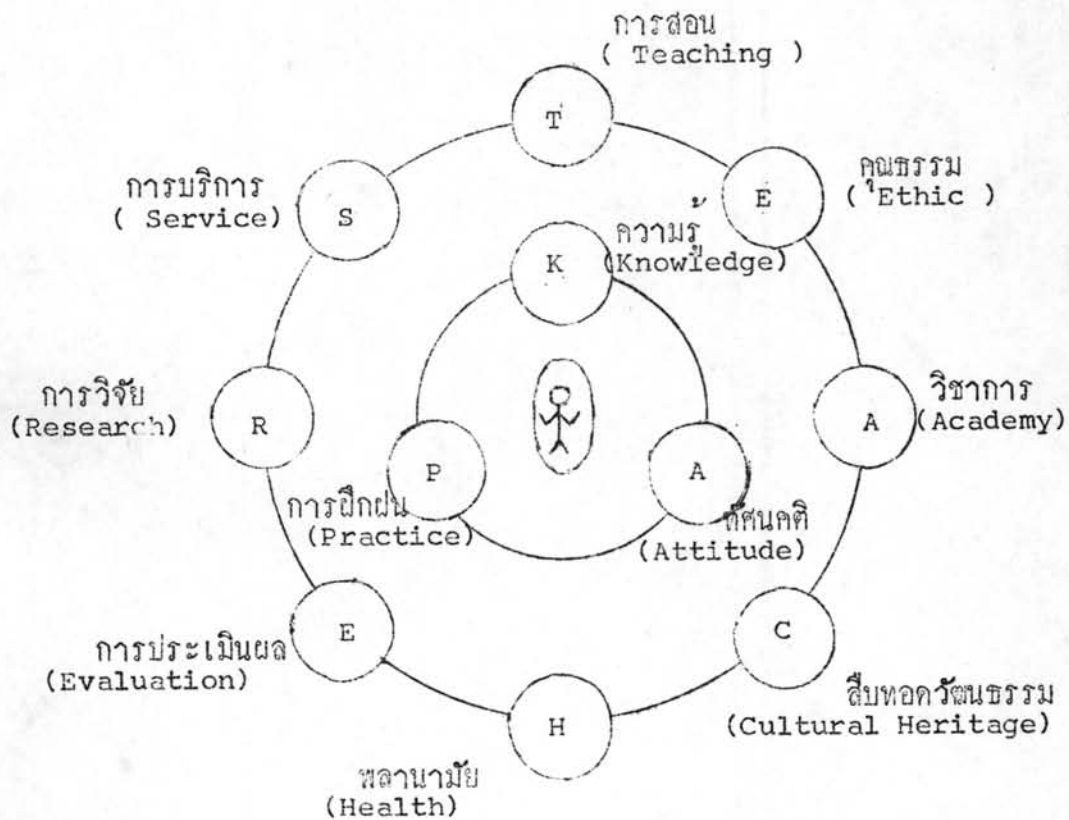 การสอน
( Teaching )
T
คุณธรรม
( Ethic )
E
การบริการ
( Service)
S
ความรู้
(Knowledge)
K
การวิจัย
(Research)
R
วิชาการ
(Academy)
A
การฝึกฝน
(Practice)
P
ทัศนคติ
(Attitude)
A
การประเมินผล
(Evaluation)
E
สืบทอดวัฒนธรรม
(Cultural Heritage)
C
พลานามัย
(Health)
H